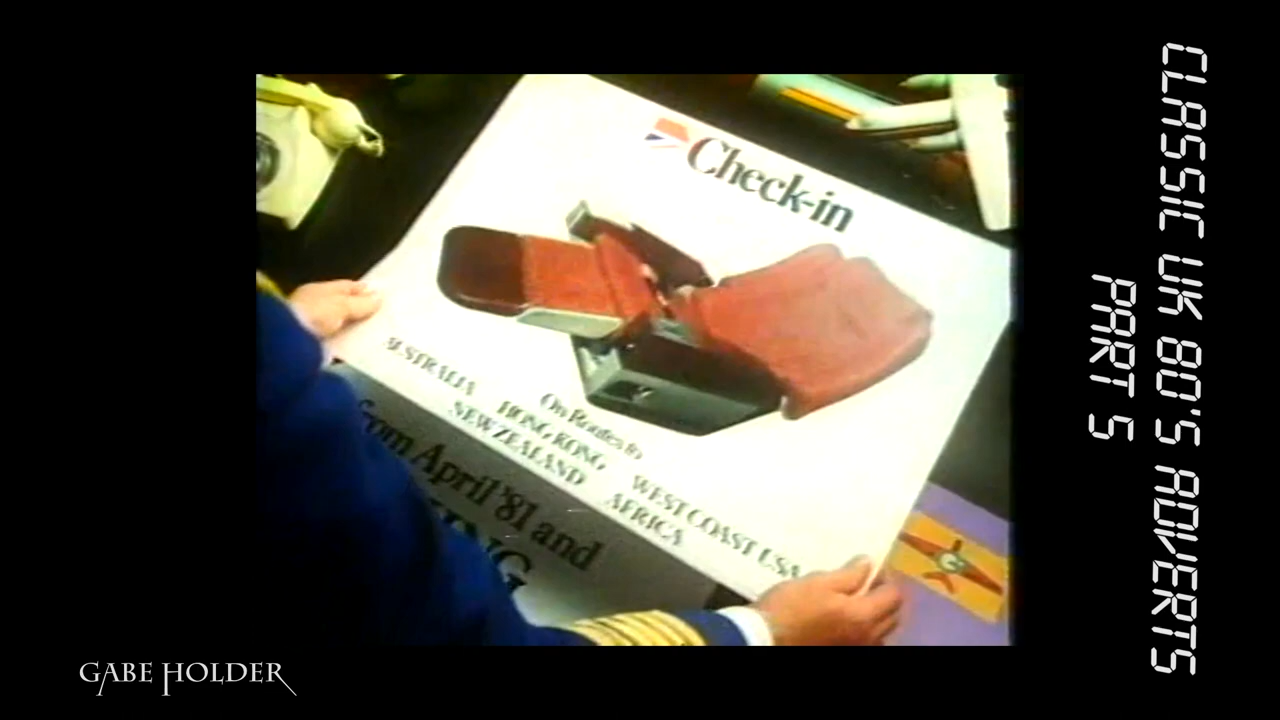 Check-in
On Routes to
AUSTRALIA HONG KONG WEST COAST USA
NEW ZEALAND AFRICA
from April '81 and
CLASSIC UK 80'S ADVERTS
PART 5
GABE HOLDER